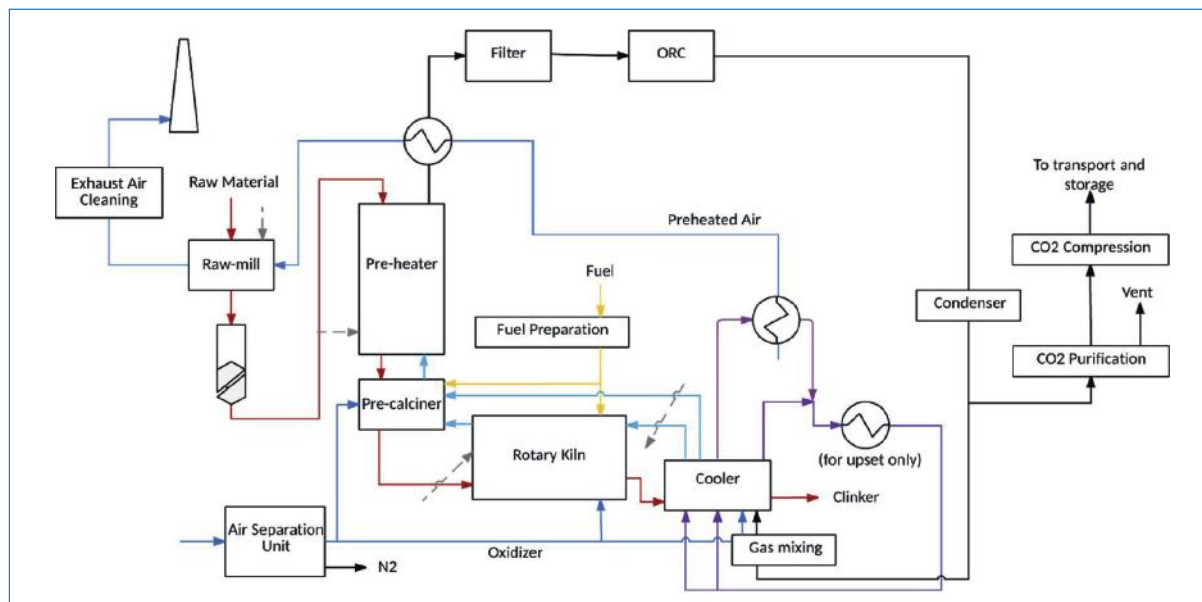 Filter
ORC
Exhaust Air
Cleaning
Raw Material
To transport and
storage
Preheated Air
Raw-mill
Pre-heater
CO2 Compression
Fuel
Vent
Condenser
Fuel Preparation
CO2 Purification
Pre-calciner
Rotary Kiln
(for upset only)
Cooler
Clinker
Air Separation
Unit
Oxidizer
Gas mixing
N2